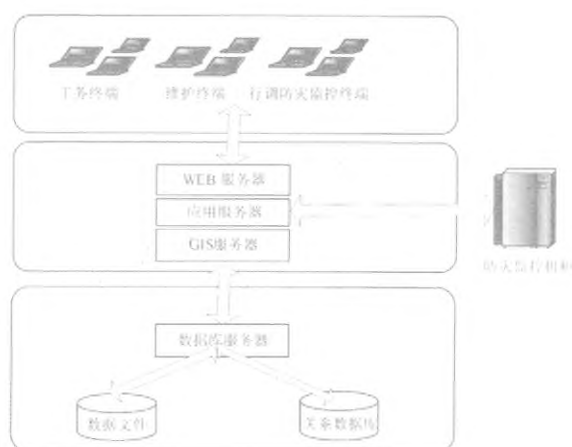 工务终端 维护终端 行调防灾监控终端
WEB 服务器
应用服务器
GIS服务器
防灾监控机柜
数据库服务器
数据文件 关系数据库